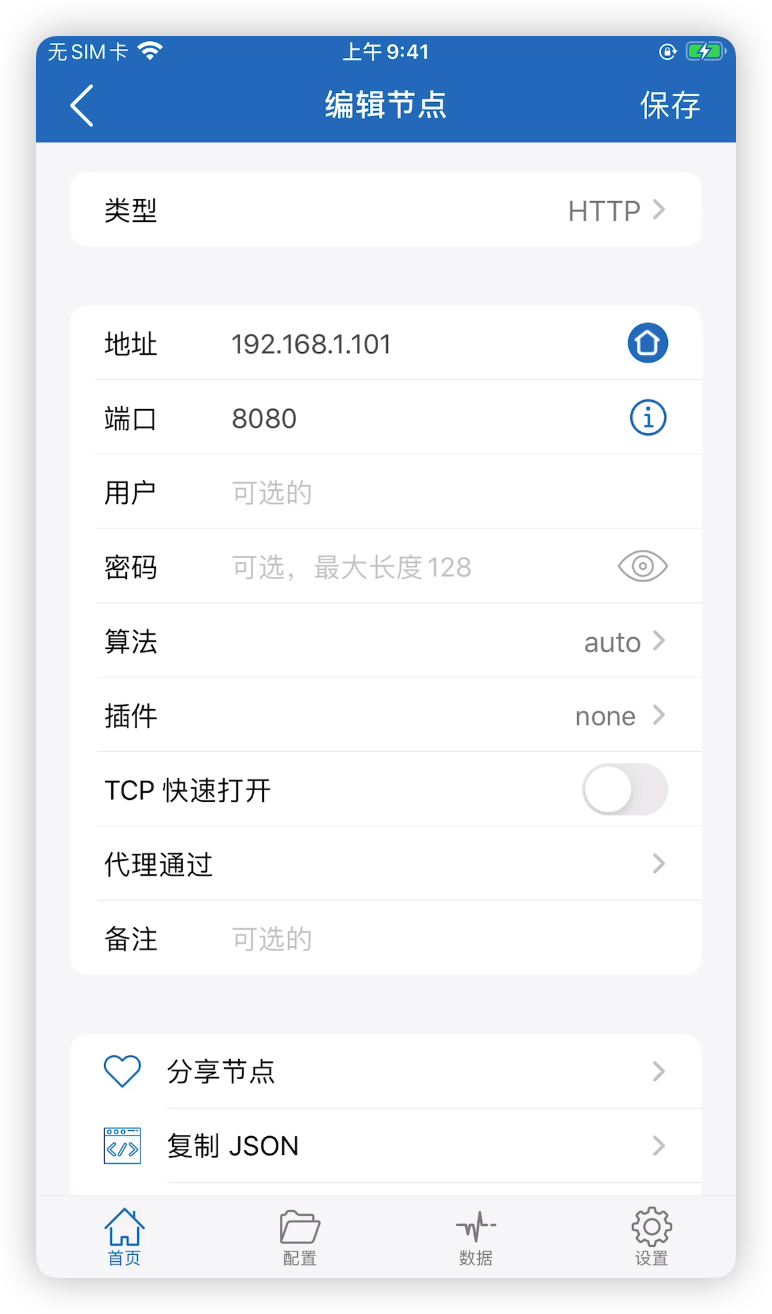 无SIM卡 上午9:41
编辑节点 保存
类型 HTTP
地址 192.168.1.101
端口 8080
用户 可选的
密码 可选，最大长度128
算法 auto
插件 none
TCP 快速打开
代理通过
备注 可选的
分享节点
复制 JSON
首页 配置 数据 设置